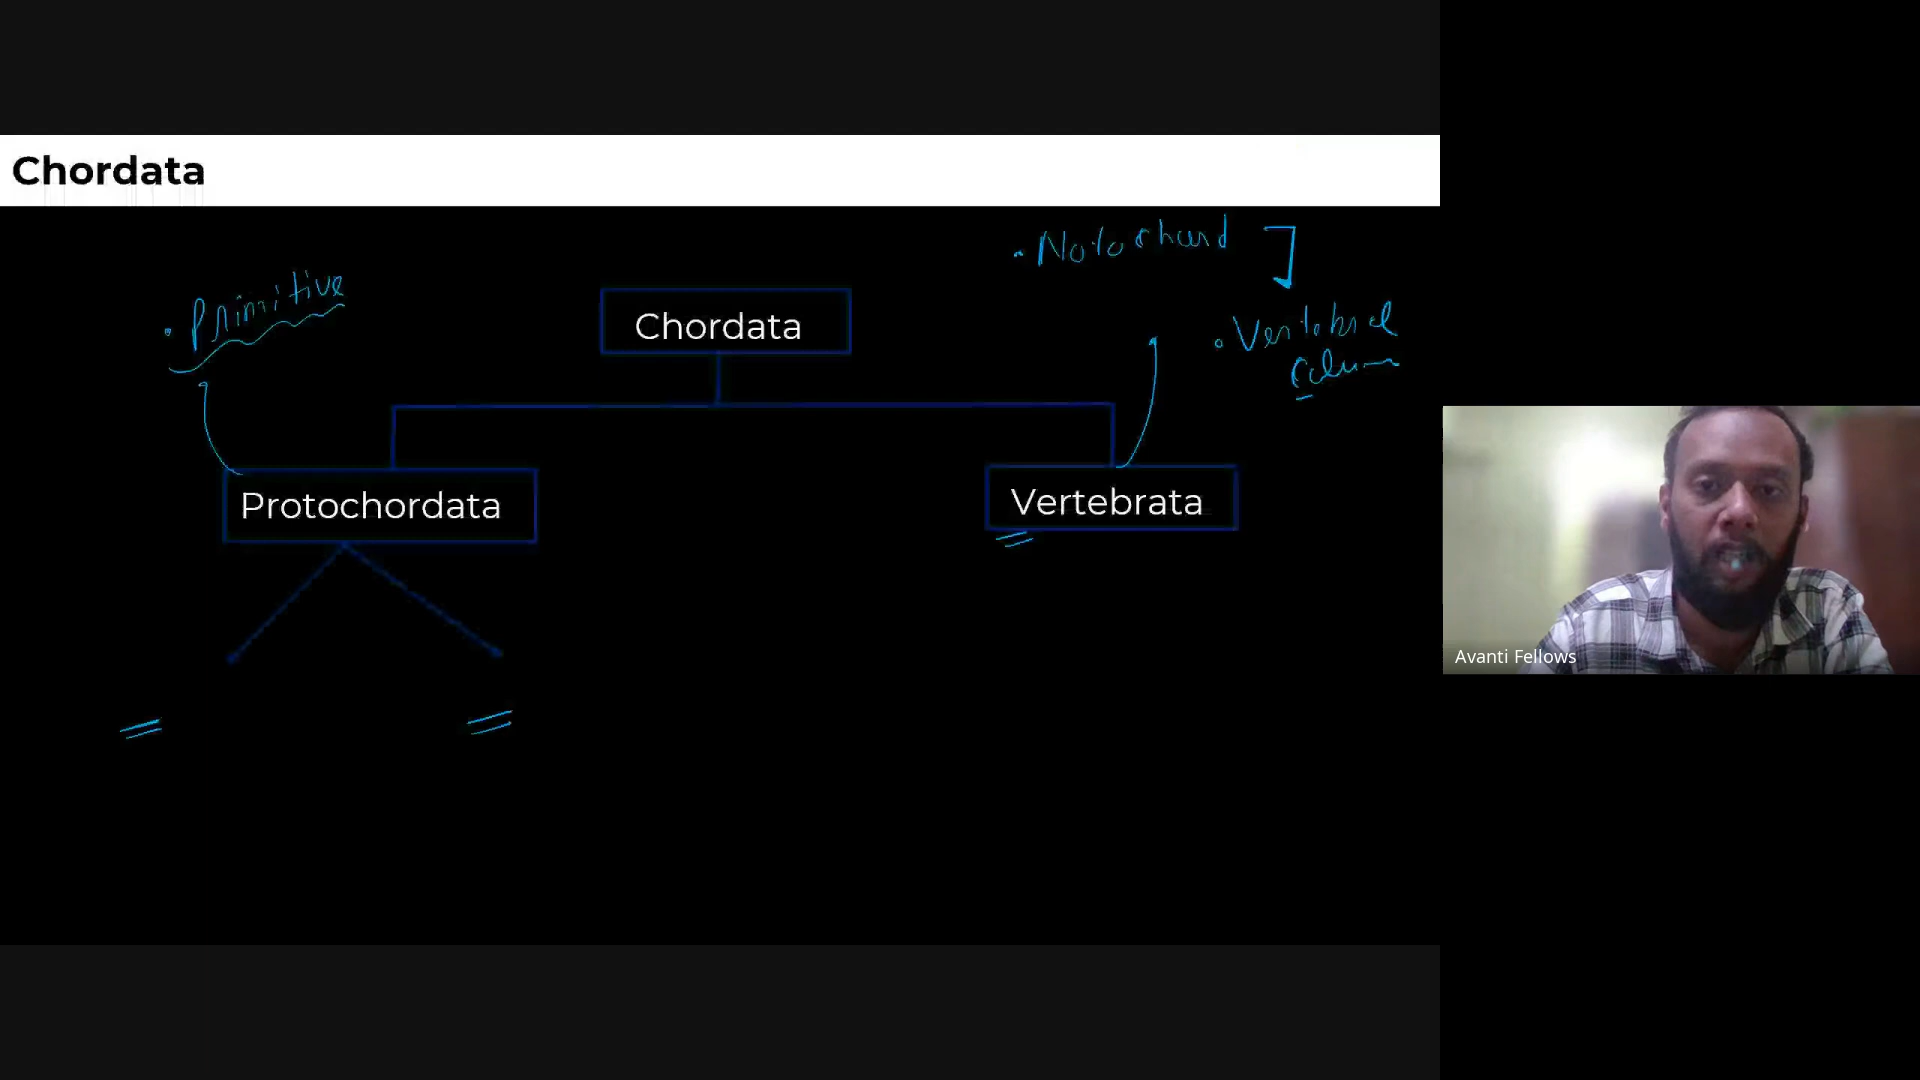 Chordata
• Notochord
• Primitive
Chordata
• Vertebral
Column
Protochordata
Vertebrata
Avanti Fellows